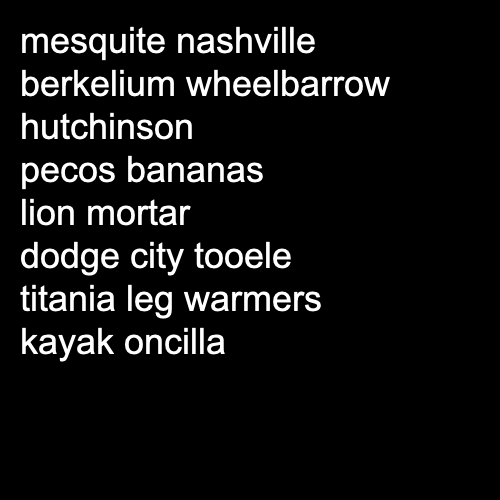 mesquite nashville
berkelium wheelbarrow
hutchinson
pecos bananas
lion mortar
dodge city tooele
titania leg warmers
kayak oncilla